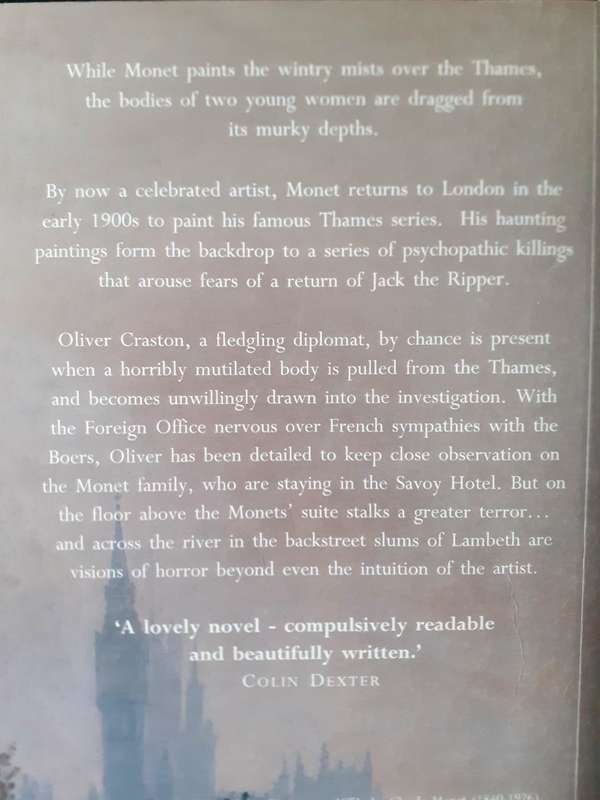 While Monet paints the wintry mists over the Thames,
the bodies of two young women are dragged from
its murky depths.
By now a celebrated artist, Monet returns to London in the
early 1900s to paint his famous Thames series. His haunting
paintings form the backdrop to a series of psychopathic killings
that arouse fears of a return of Jack the Ripper.
Oliver Craston, a fledgling diplomat, by chance is present
when a horribly mutilated body is pulled from the Thames,
and becomes unwillingly drawn into the investigation. With
the Foreign Office nervous over French sympathies with the
Boers, Oliver has been detailed to keep close observation on
the Monet family, who are staying in the Savoy Hotel. But on
the floor above the Monets' suite stalks a greater terror...
and across the river in the backstreet slums of Lambeth are
visions of horror beyond even the intuition of the artist.
‘A lovely novel - compulsively readable
and beautifully written.’
COLIN DEXTER
Claude Monet (1840-1926)